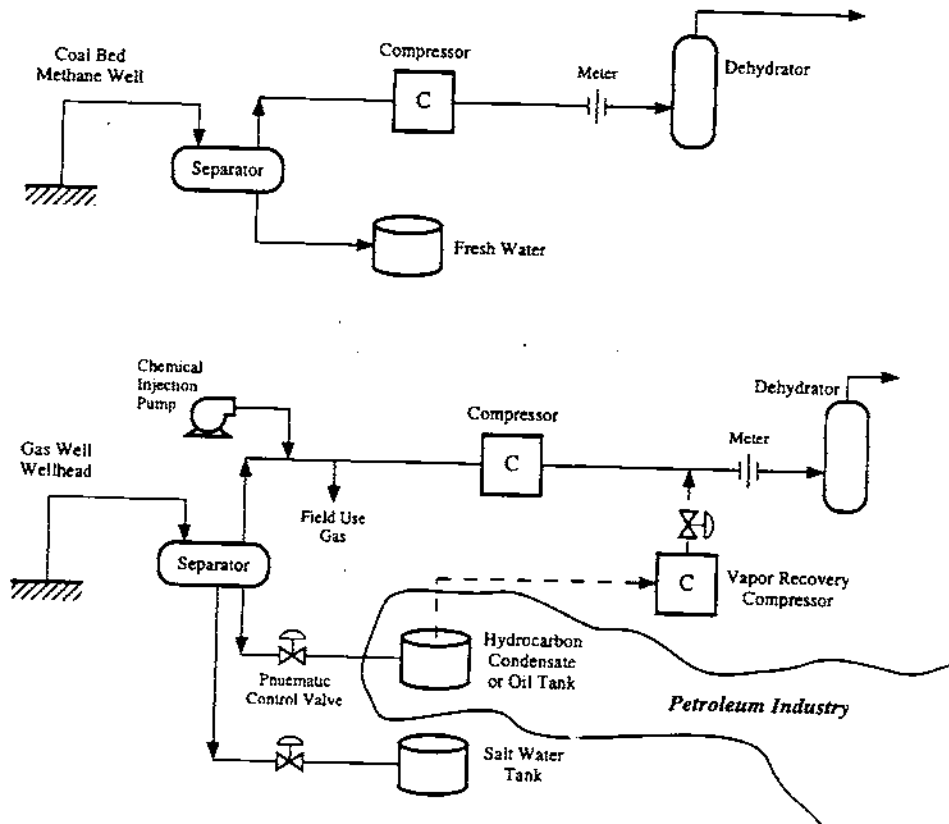 Coal Bed
Methane Well
Compressor
C
Meter
Dehydrator
Separator
Fresh Water
Chemical
Injection
Pump
Gas Well
Wellhead
Compressor
C
Dehydrator
Meter
Field Use
Gas
Separator
C
Vapor Recovery
Compressor
Hydrocarbon
Condensate
or Oil Tank
Pnuematic
Control Valve
Petroleum Industry
Salt Water
Tank